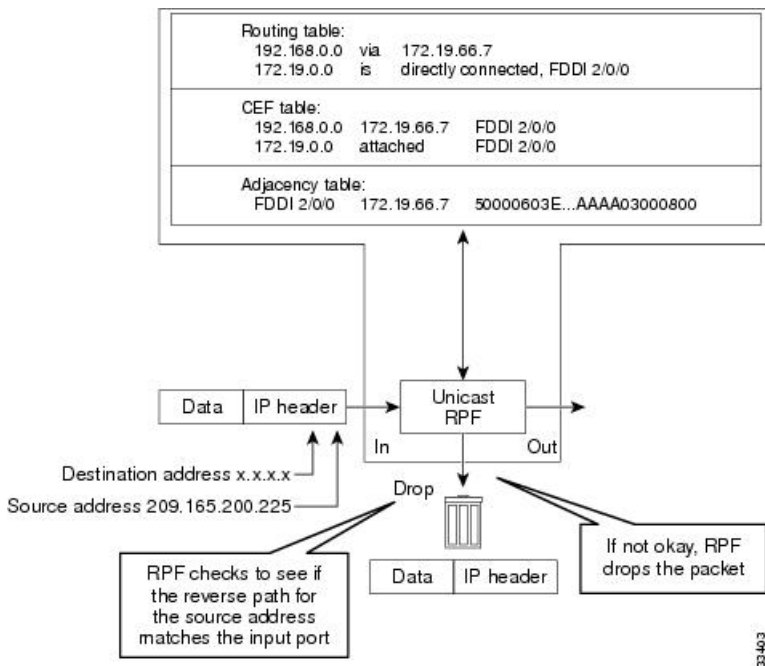 Routing table:
192.168.0.0 via 172.19.66.7
172.19.0.0 is directly connected, FDDI 2/0/0
CEF table:
192.168.0.0 172.19.66.7 FDDI 2/0/0
172.19.0.0 attached FDDI 2/0/0
Adjacency table:
FDDI 2/0/0 172.19.66.7 50000603E...AAAA03000800
Data IP header
Unicast
RPF
In Out
Destination address x.x.x.x
Source address 209.165.200.225
Drop
RPF checks to see if
the reverse path for
the source address
matches the input port
Data IP header
If not okay, RPF
drops the packet
33403